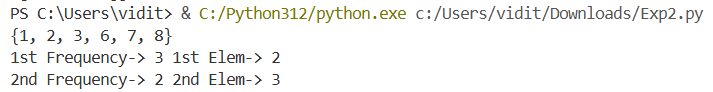 PS C:\Users\vidit> & C:/Python312/python.exe c:/Users/vidit/Downloads/Exp2.py
{1, 2, 3, 6, 7, 8}
1st Frequency-> 3 1st Elem-> 2
2nd Frequency-> 2 2nd Elem-> 3